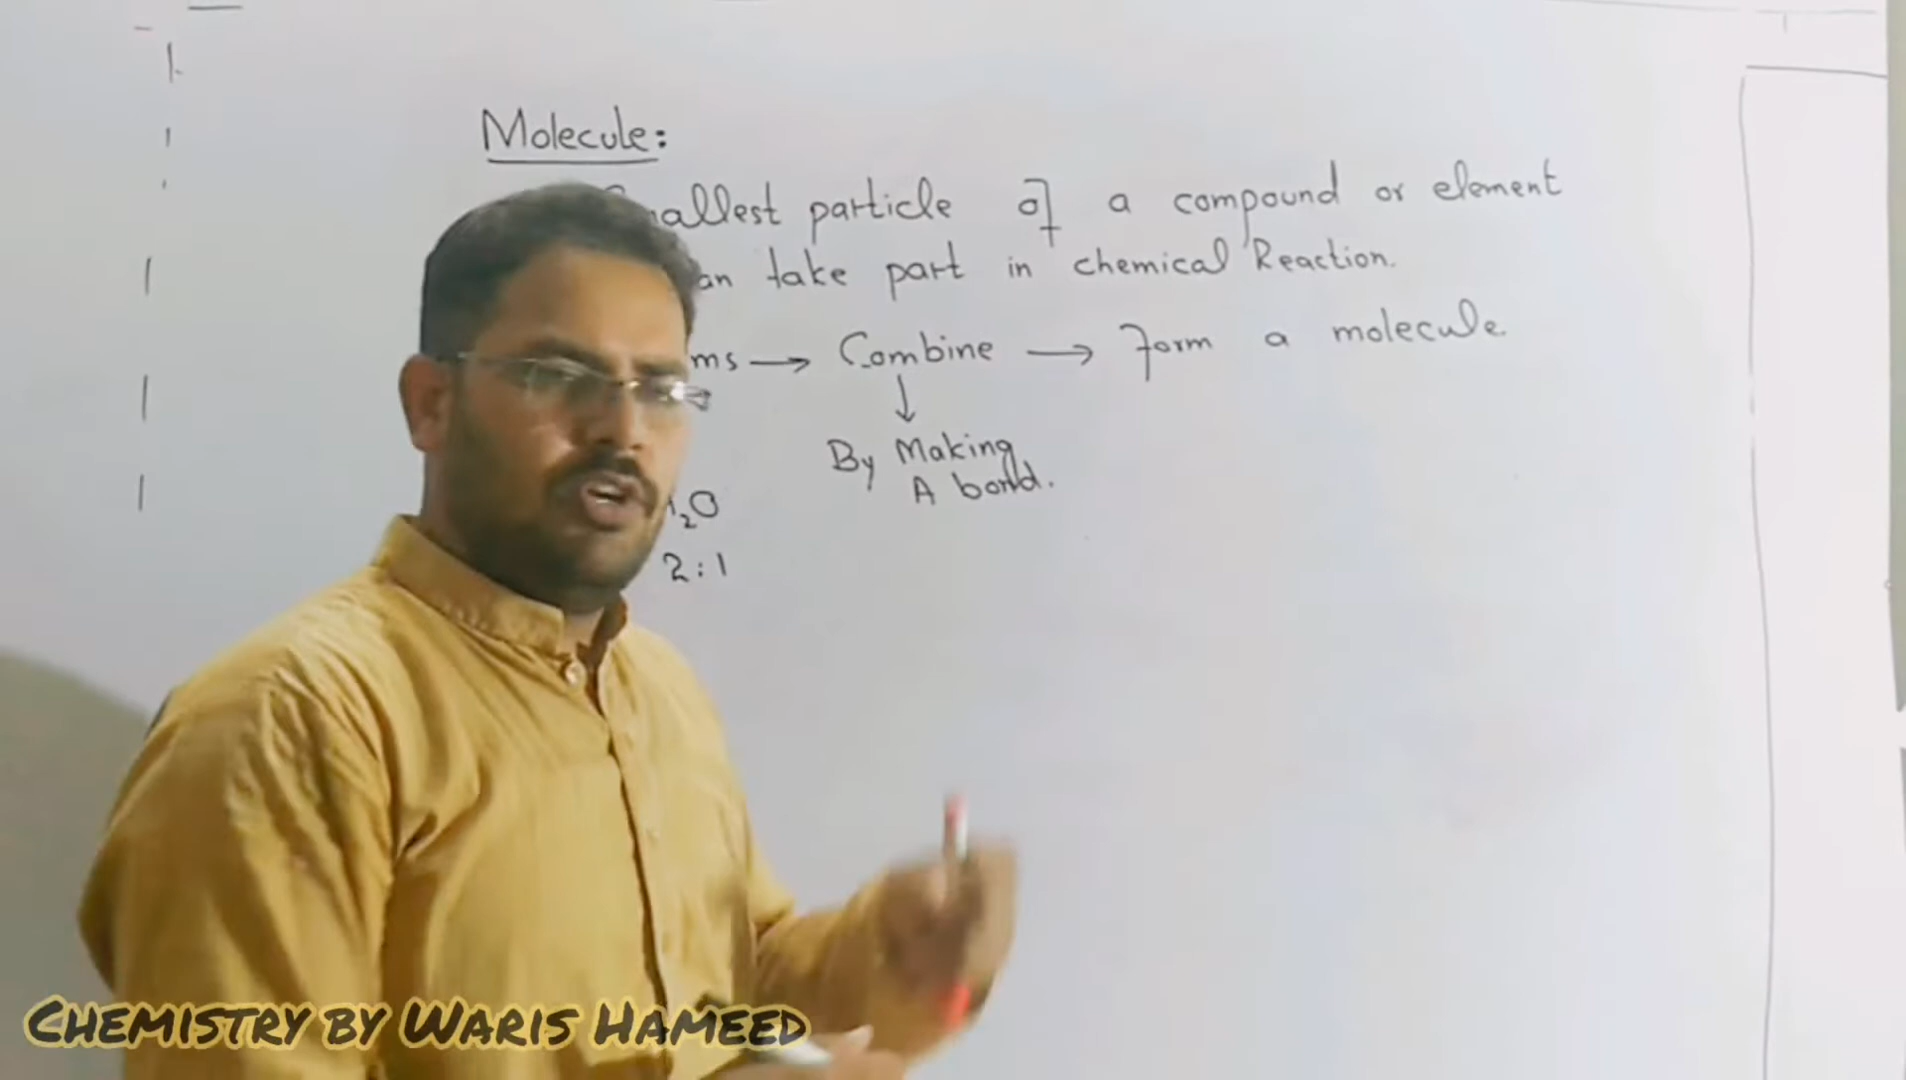 Molecule:
allest particle of a compound or element
an take part in chemical Reaction.
ms → Combine → Form a molecule.
↓
By Making
A bond.
₂O
2:1
CHEMISTRY BY WARIS HAMEED